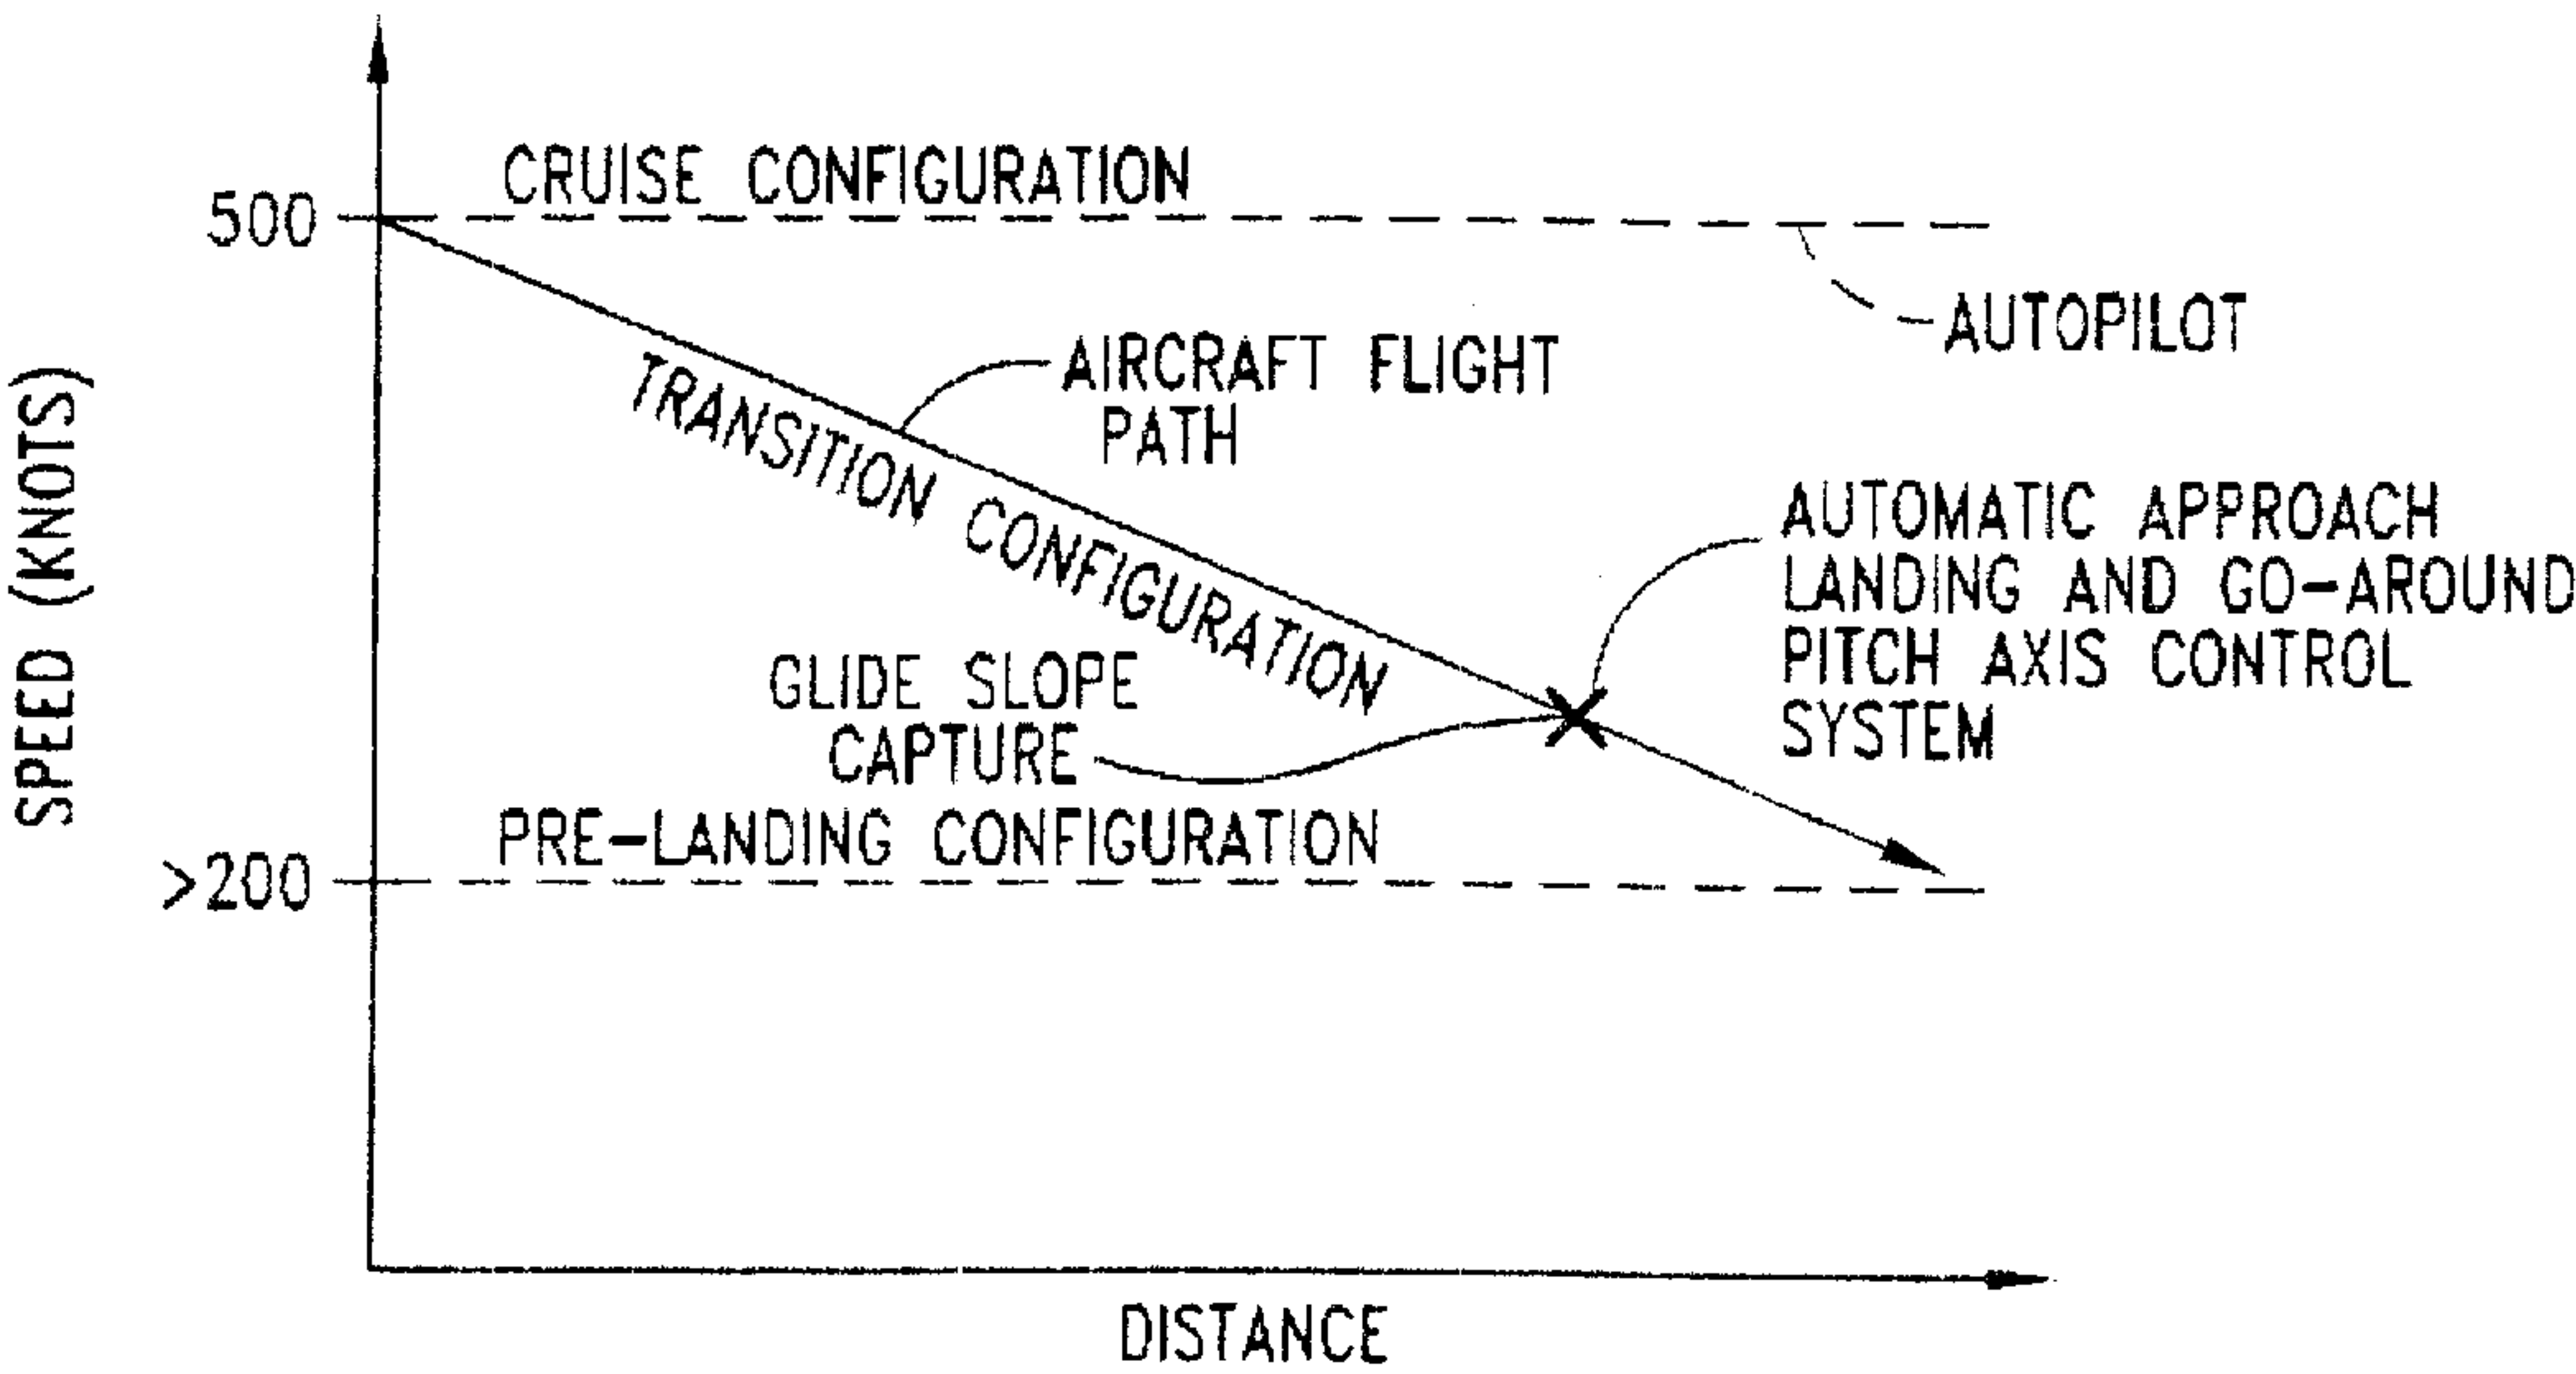 CRUISE CONFIGURATION
500
AUTOPILOT
AIRCRAFT FLIGHT
PATH
TRANSITION CONFIGURATION
SPEED (KNOTS)
AUTOMATIC APPROACH
LANDING AND GO-AROUND
PITCH AXIS CONTROL
SYSTEM
GLIDE SLOPE
CAPTURE
PRE-LANDING CONFIGURATION
>200
DISTANCE